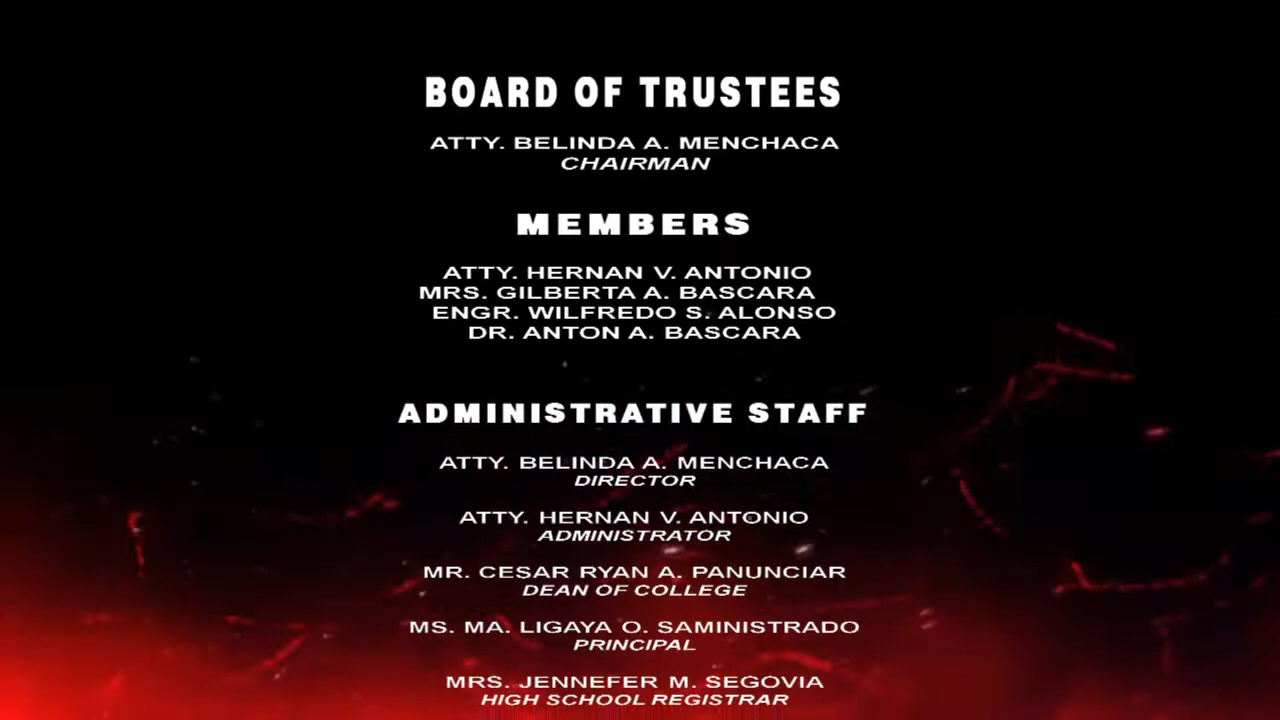 BOARD OF TRUSTEES
ATTY. BELINDA A. MENCHACA
CHAIRMAN
MEMBERS
ATTY. HERNAN V. ANTONIO
MRS. GILBERTA A. BASCARA
ENGR. WILFREDO S. ALONSO
DR. ANTON A. BASCARA
ADMINISTRATIVE STAFF
ATTY. BELINDA A. MENCHACA
DIRECTOR
ATTY. HERNAN V. ANTONIO
ADMINISTRATOR
MR. CESAR RYAN A. PANUNCIAR
DEAN OF COLLEGE
MS. MA. LIGAYA O. SAMINISTRADO
PRINCIPAL
MRS. JENNEFER M. SEGOVIA
HIGH SCHOOL REGISTRAR